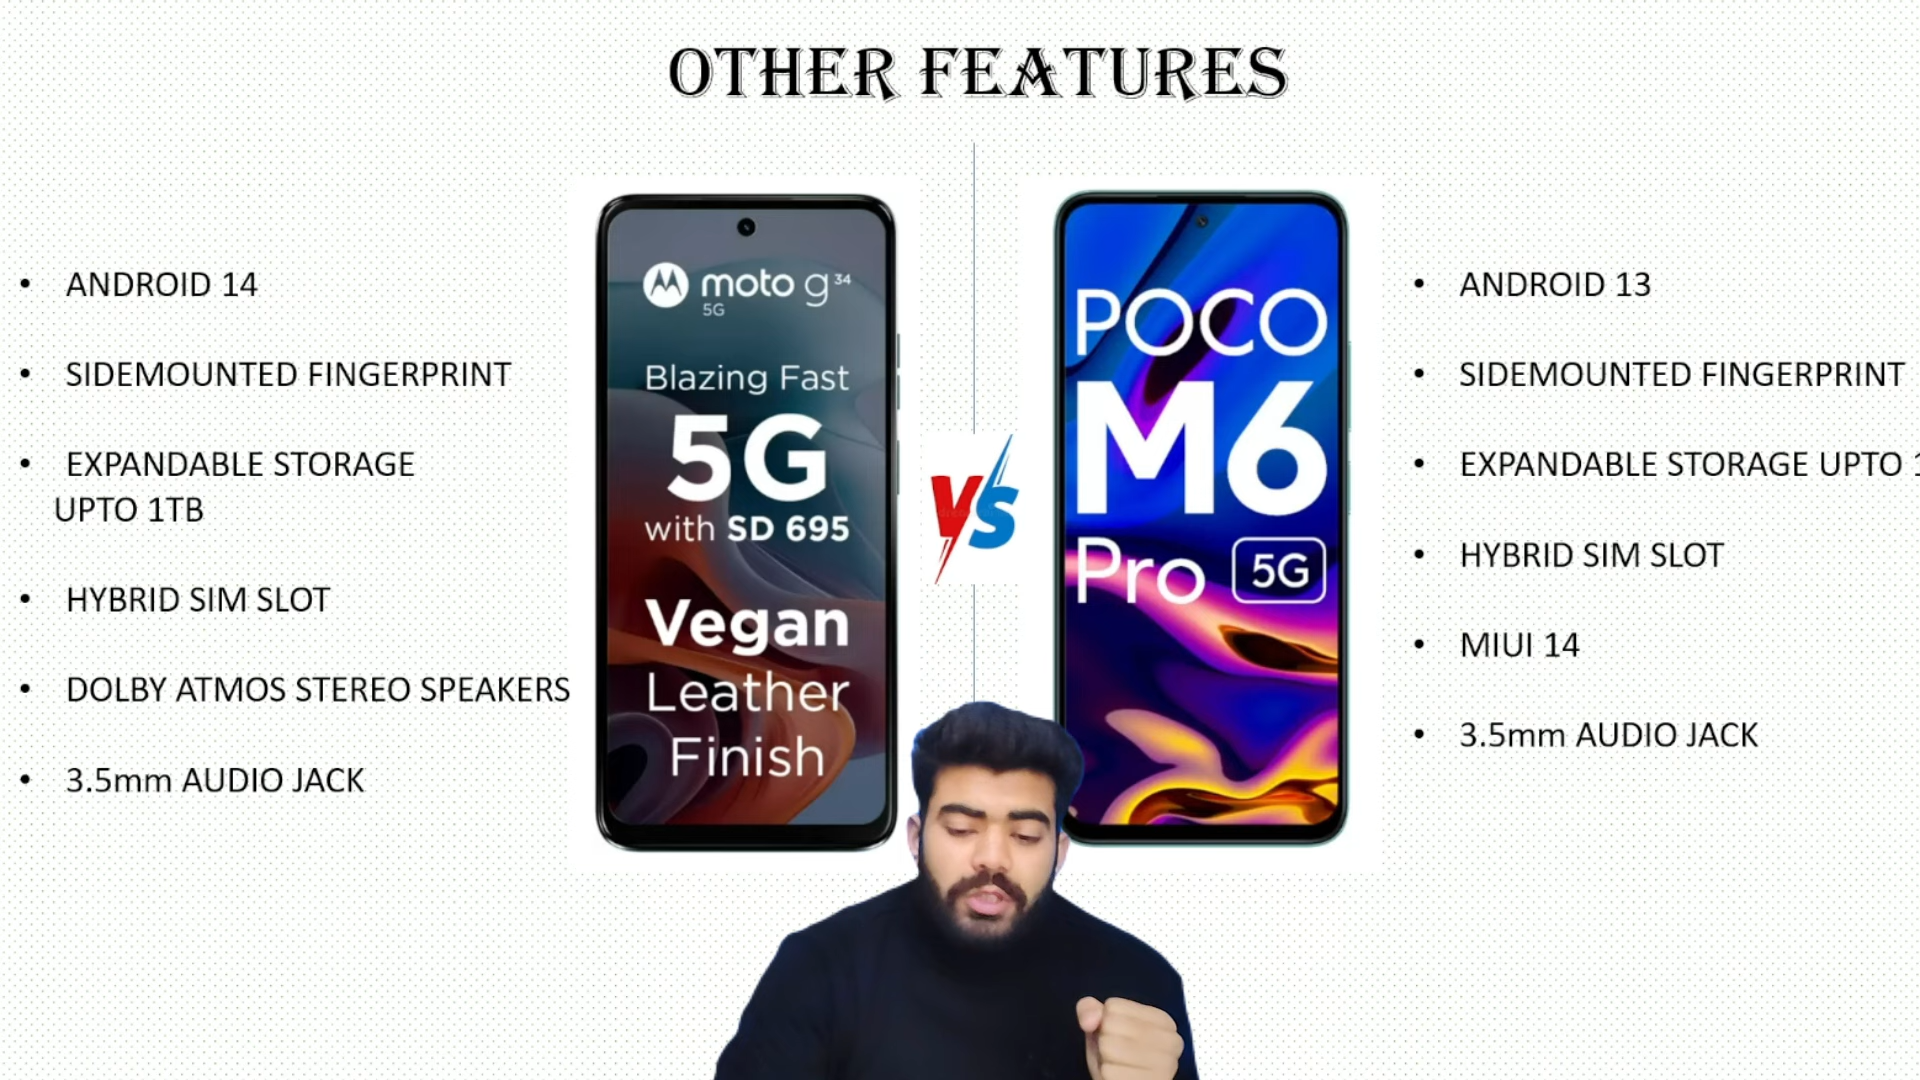 OTHER FEATURES
• ANDROID 14
• SIDEMOUNTED FINGERPRINT
• EXPANDABLE STORAGE
UPTO 1TB
• HYBRID SIM SLOT
• DOLBY ATMOS STEREO SPEAKERS
• 3.5mm AUDIO JACK
moto g34
5G
Blazing Fast
5G
with SD 695
Vegan
Leather
Finish
VS
POCO
M6
Pro 5G
• ANDROID 13
• SIDEMOUNTED FINGERPRINT
• EXPANDABLE STORAGE UPTO
• HYBRID SIM SLOT
• MIUI 14
• 3.5mm AUDIO JACK